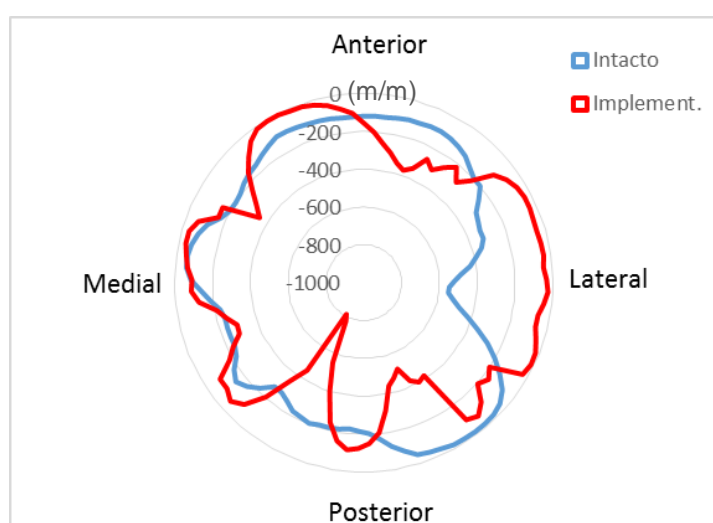 Anterior
(m/m)
Intacto
Implement.
0
-200
-400
-600
-800
-1000
Medial
Lateral
Posterior